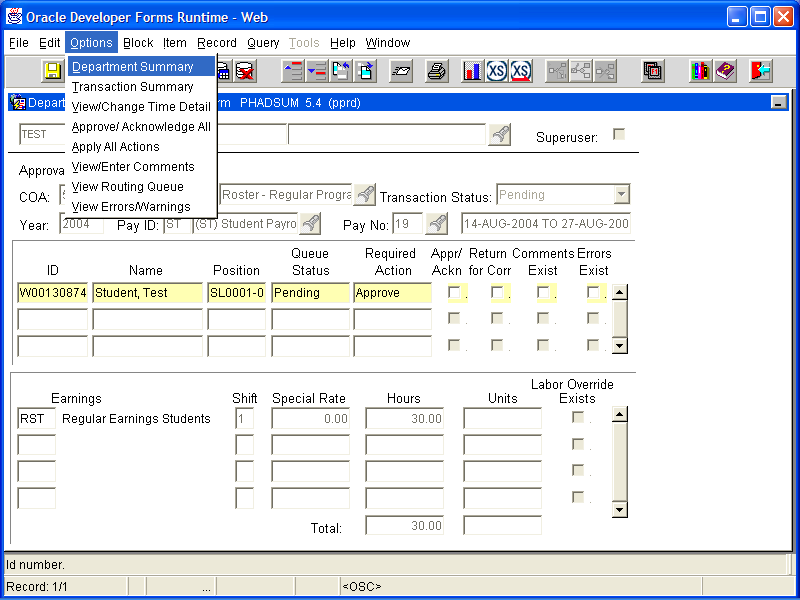 Oracle Developer Forms Runtime - Web
File Edit Options Block Item Record Query Tools Help Window
Department Summary
Transaction Summary
View/Change Time Detail
Approve/ Acknowledge All
Apply All Actions
View/Enter Comments
View Routing Queue
View Errors/Warnings
Depart rm PHADSUM 5.4 (pprd)
TEST Superuser:
Approva
COA: Roster - Regular Progra Transaction Status: Pending
Year: 2004 Pay ID: ST (ST) Student Payro Pay No: 19 14-AUG-2004 TO 27-AUG-200
Queue Required Appr/ Return Comments Errors
ID Name Position Status Action Ackn for Corr Exist Exist
W00130874 Student, Test SL0001-0 Pending Approve
Labor Override
Earnings Shift Special Rate Hours Units Exists
RST Regular Earnings Students 1 0.00 30.00
Total: 30.00
Id number.
Record: 1/1 ... <OSC>